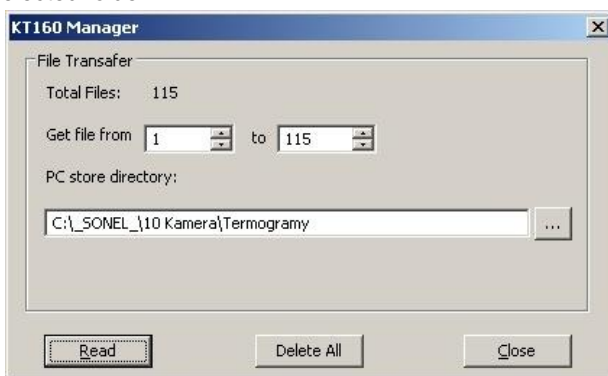 KT160 Manager
File Transafer
Total Files: 115
Get file from 1 to 115
PC store directory:
C:\_SONEL_\10 Kamera\Termogramy ...
Read Delete All Close